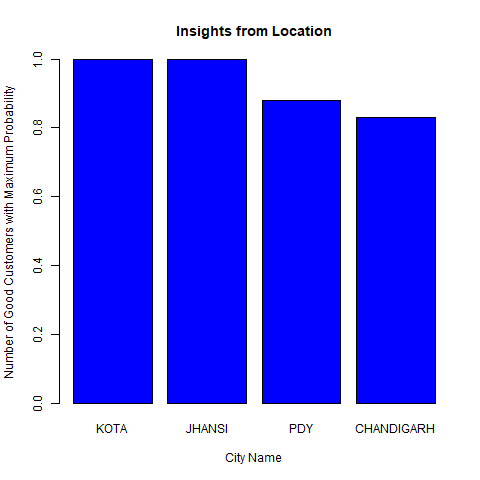 Insights from Location
Number of Good Customers with Maximum Probability
1.0
0.8
0.6
0.4
0.2
0.0
KOTA JHANSI PDY CHANDIGARH
City Name